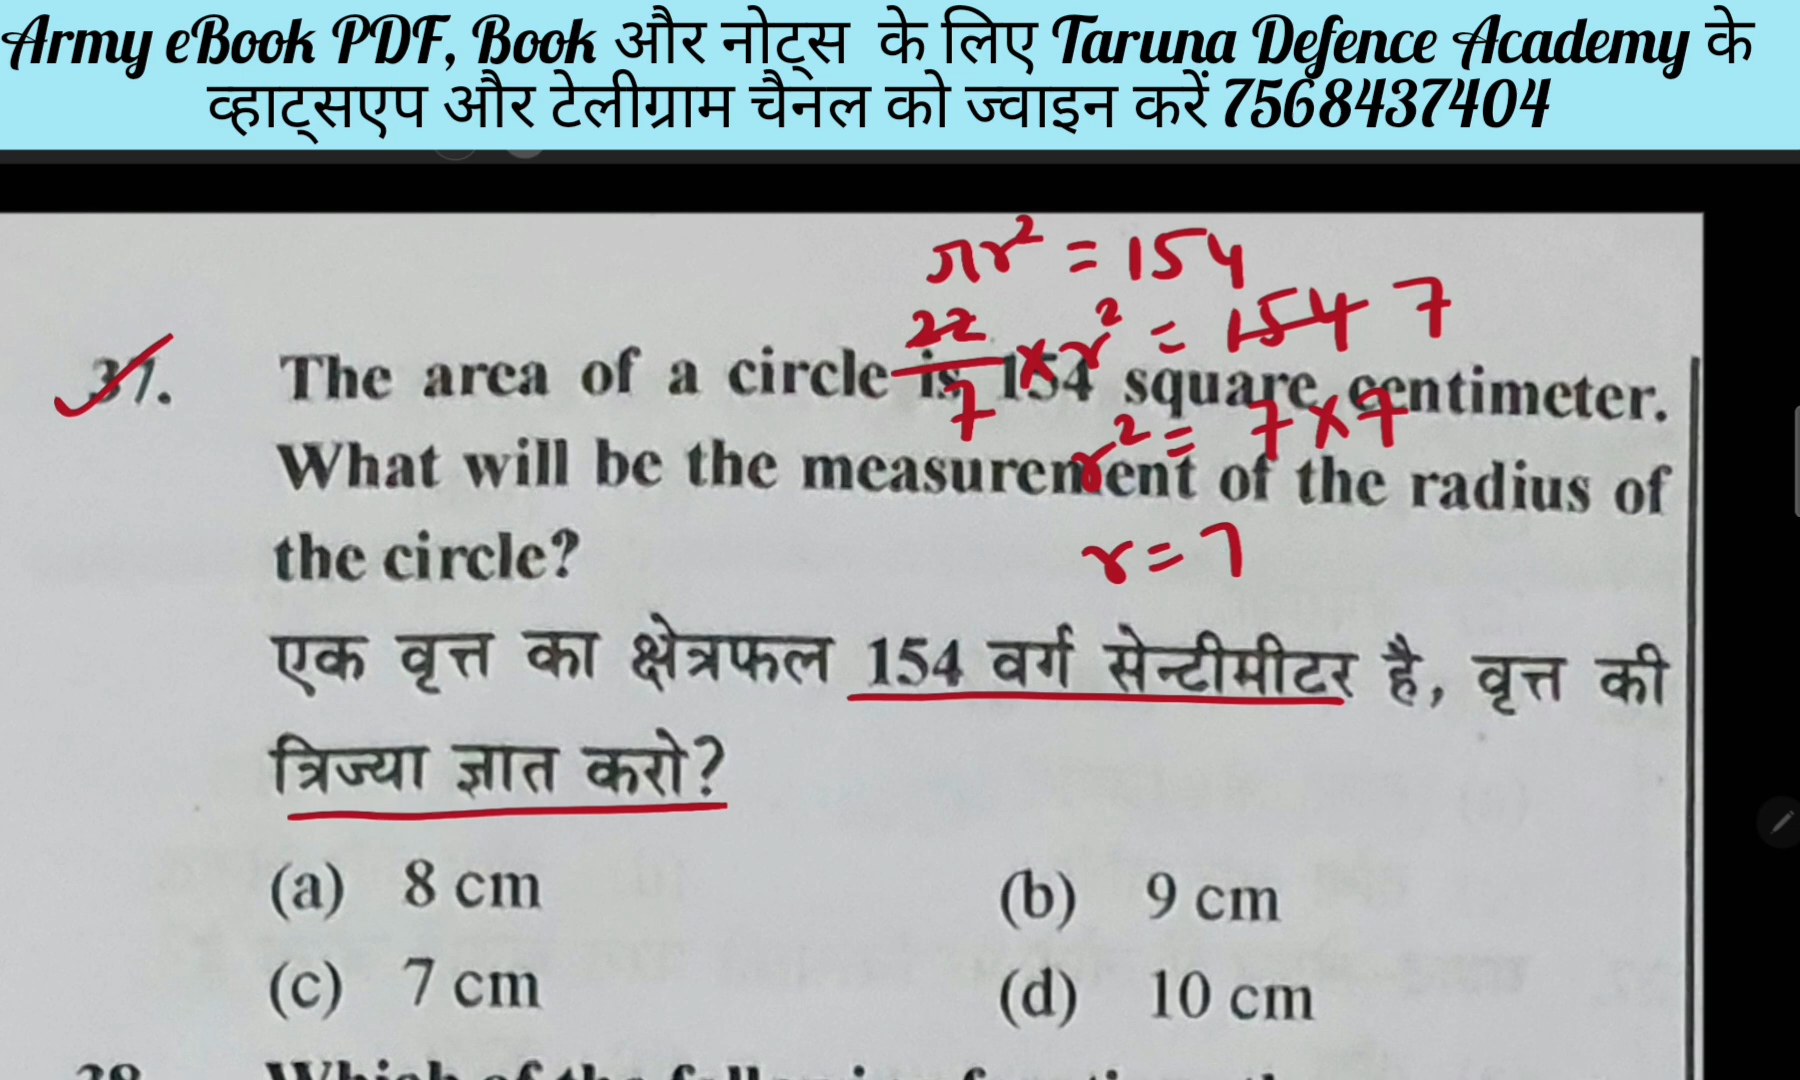 Army eBook PDF, Book और नोट्स के लिए Taruna Defence Academy के
व्हाट्सएप और टेलीग्राम चैनल को ज्वाइन करें 7568437404
πr² = 154
22/7 × r² = 154 7
r² = 7×7
r = 7
37. The area of a circle is 154 square centimeter.
What will be the measurement of the radius of
the circle?
एक वृत्त का क्षेत्रफल 154 वर्ग सेन्टीमीटर है, वृत्त की
त्रिज्या ज्ञात करो?
(a) 8 cm (b) 9 cm
(c) 7 cm (d) 10 cm